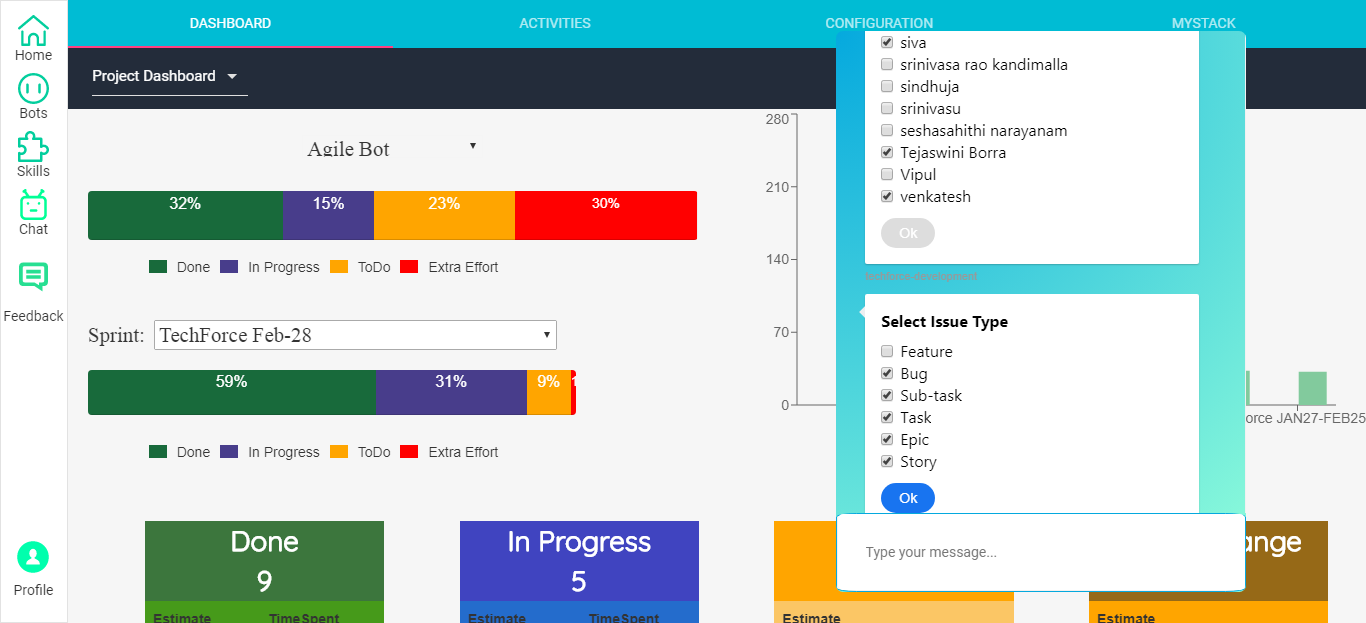 DASHBOARD
ACTIVITIES
CONFIGURATION
MYSTACK
Home
Bots
Skills
Chat
Feedback
Profile
Project Dashboard
Agile Bot
32%
15%
23%
30%
Done
In Progress
ToDo
Extra Effort
Sprint:
TechForce Feb-28
59%
31%
9%
Done
In Progress
ToDo
Extra Effort
Done
9
Estimate
TimeSpent
In Progress
5
Estimate
TimeSpent
Estimate
Estimate
280
210
140
70
0
JAN27-FEB25
siva
srinivasa rao kandimalla
sindhuja
srinivasu
seshasahithi narayanam
Tejaswini Borra
Vipul
venkatesh
Ok
techforce-development
Select Issue Type
Feature
Bug
Sub-task
Task
Epic
Story
Ok
Type your message...